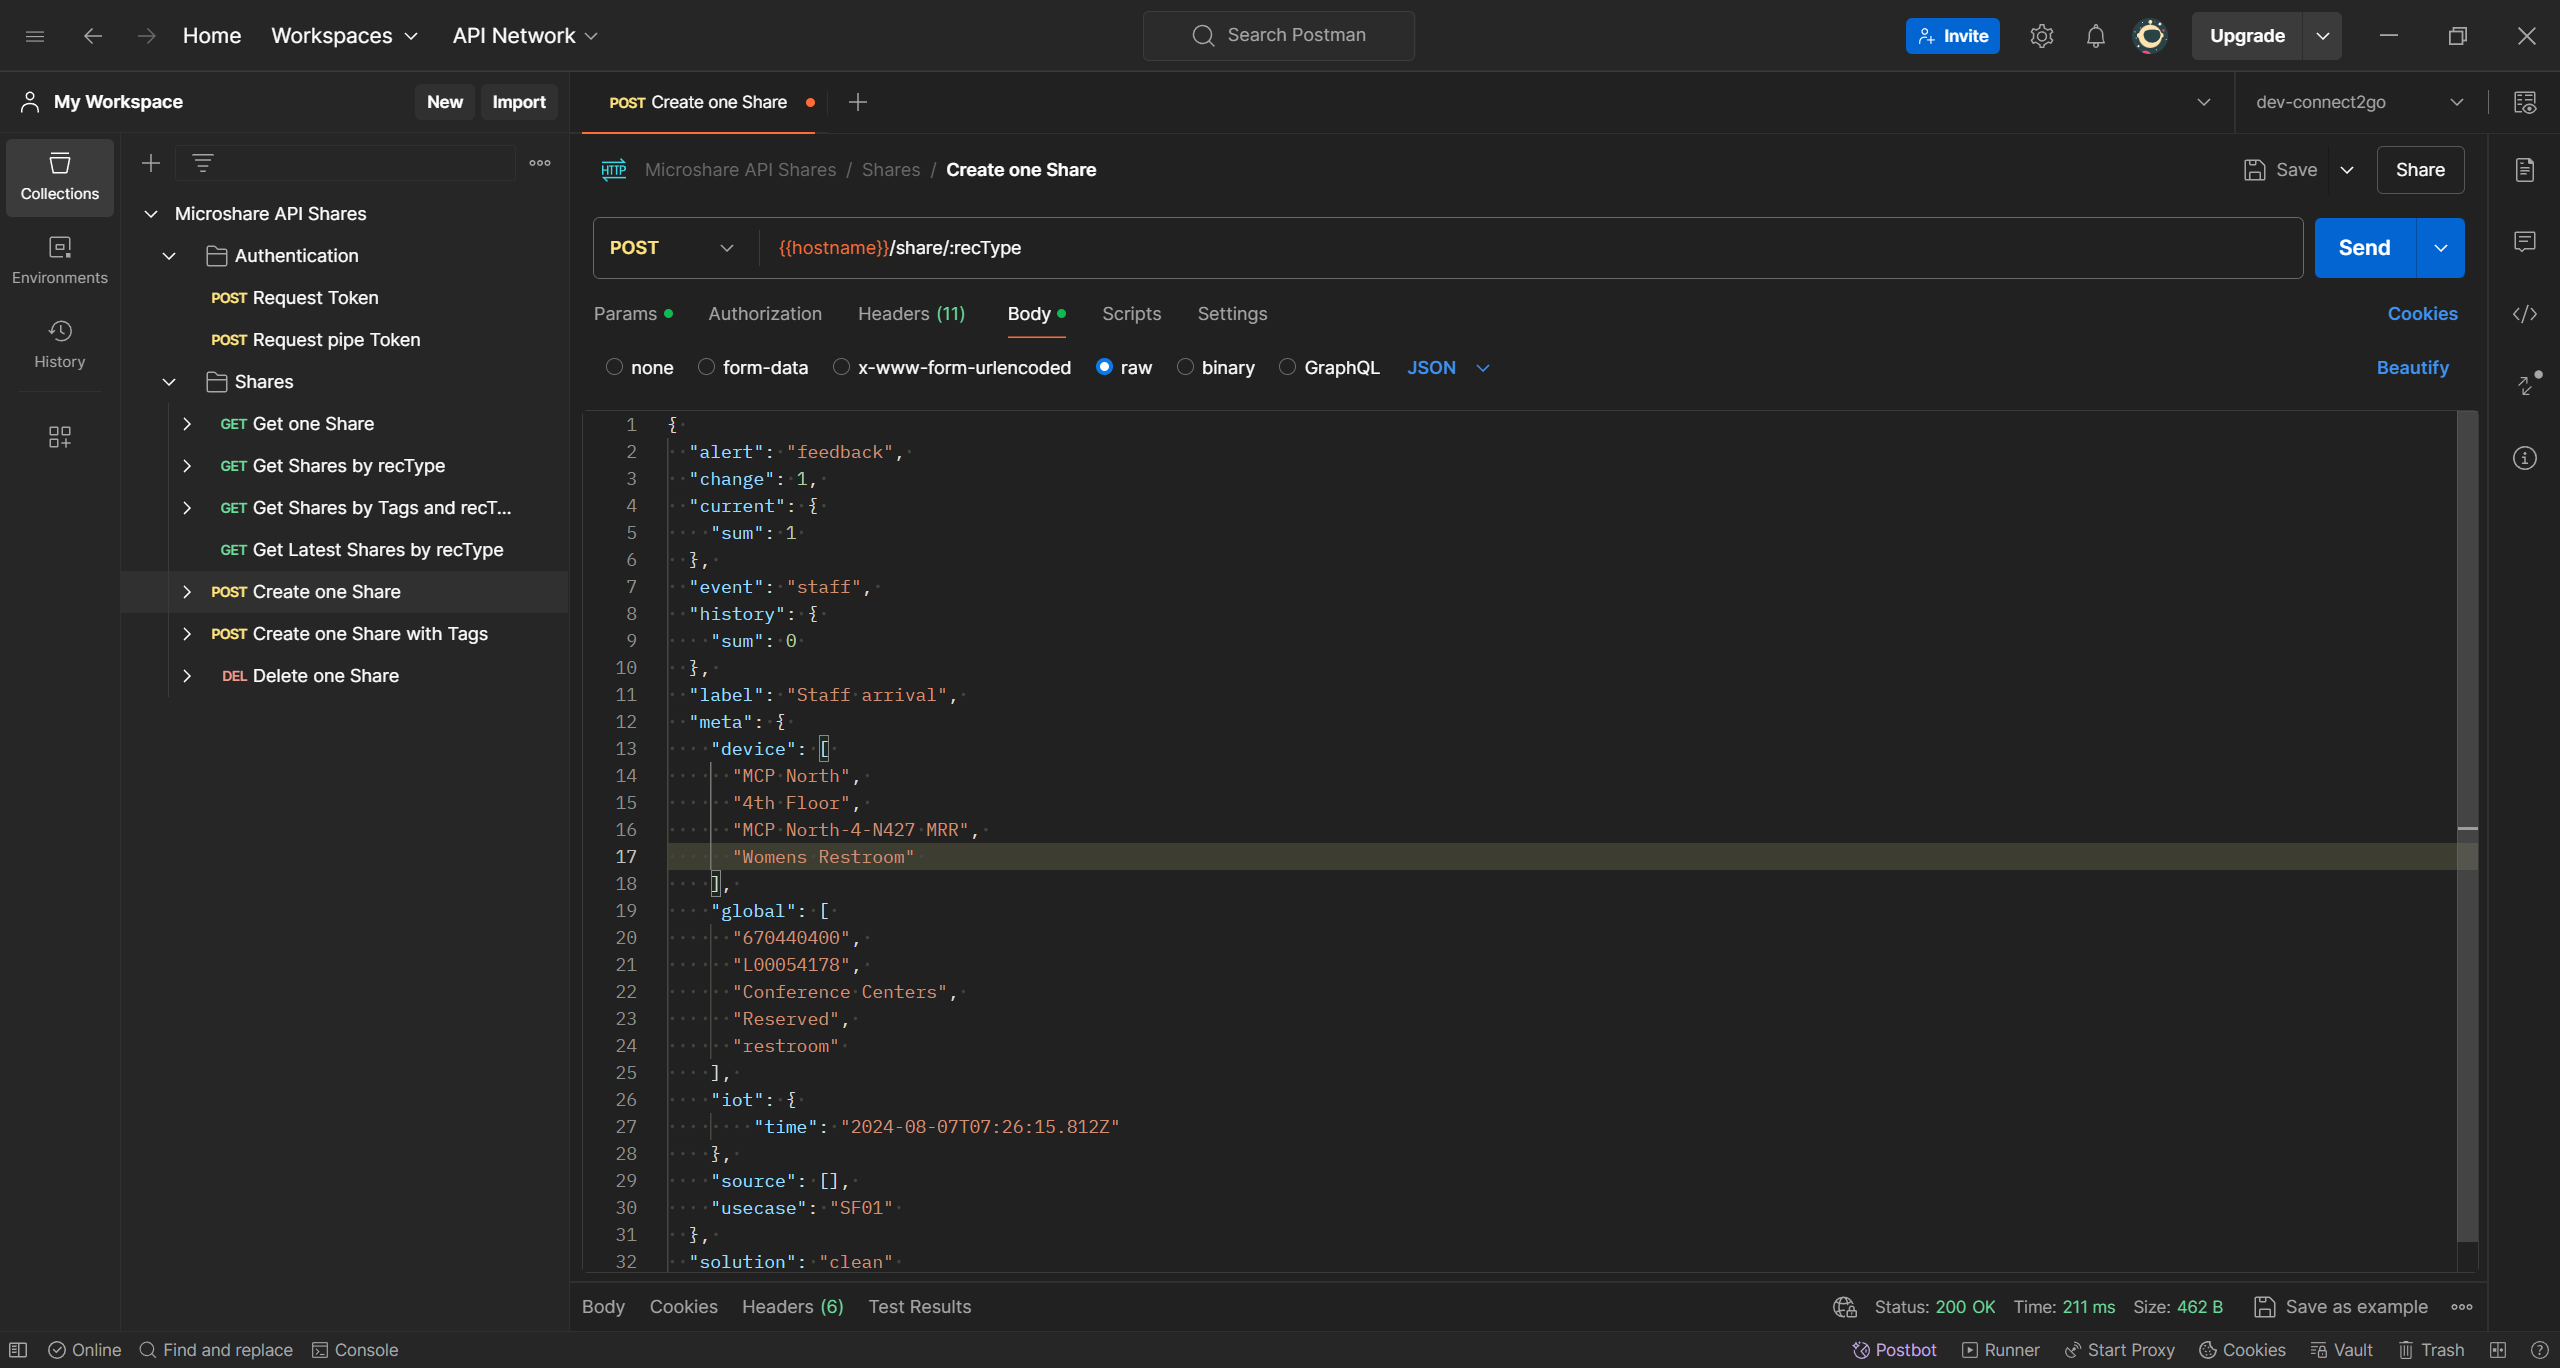 Home Workspaces API Network Search Postman Invite Upgrade
My Workspace New Import
POST Create one Share dev-connect2go
Collections
Environments
History
Microshare API Shares
Authentication
POST Request Token
POST Request pipe Token
Shares
GET Get one Share
GET Get Shares by recType
GET Get Shares by Tags and recT...
GET Get Latest Shares by recType
POST Create one Share
POST Create one Share with Tags
DEL Delete one Share
HTTP Microshare API Shares / Shares / Create one Share Save Share
POST {{hostname}}/share/:recType Send
Params Authorization Headers (11) Body Scripts Settings Cookies
none form-data x-www-form-urlencoded raw binary GraphQL JSON Beautify
1 {
2 "alert": "feedback",
3 "change": 1,
4 "current": {
5 "sum": 1
6 },
7 "event": "staff",
8 "history": {
9 "sum": 0
10 },
11 "label": "Staff arrival",
12 "meta": {
13 "device": [
14 "MCP North",
15 "4th Floor",
16 "MCP North-4-N427 MRR",
17 "Womens Restroom"
18 ],
19 "global": [
20 "670440400",
21 "L00054178",
22 "Conference Centers",
23 "Reserved",
24 "restroom"
25 ],
26 "iot": {
27 "time": "2024-08-07T07:26:15.812Z"
28 },
29 "source": [],
30 "usecase": "SF01"
31 },
32 "solution": "clean"
Body Cookies Headers (6) Test Results Status: 200 OK Time: 211 ms Size: 462 B Save as example
Online Find and replace Console Postbot Runner Start Proxy Cookies Vault Trash